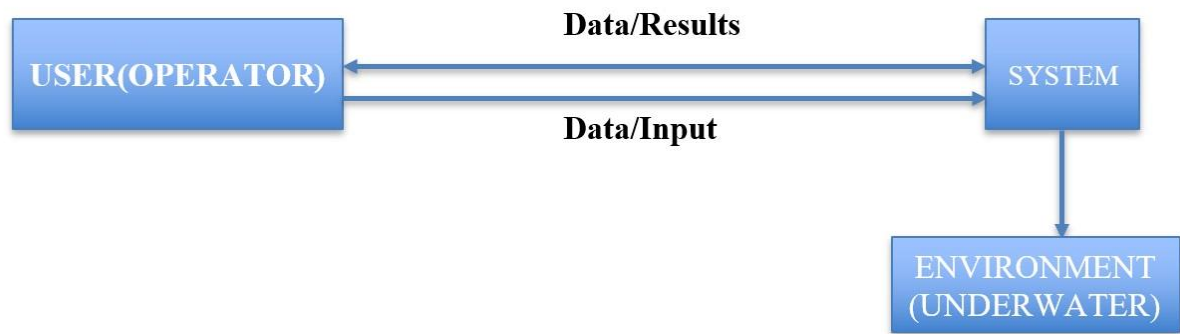 Data/Results
USER(OPERATOR)
SYSTEM
Data/Input
ENVIRONMENT
(UNDERWATER)